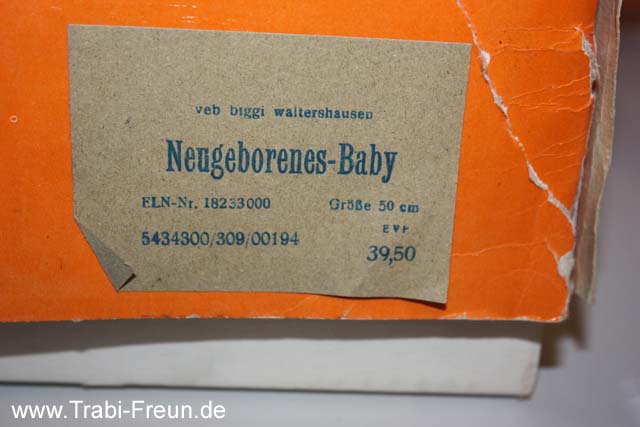 veb biggi waltershausen
Neugeborenes-Baby
ELN-Nr. 18233000 Größe 50 cm
EVP
5434300/309/00194 39,50
www.Trabi-Freun.de